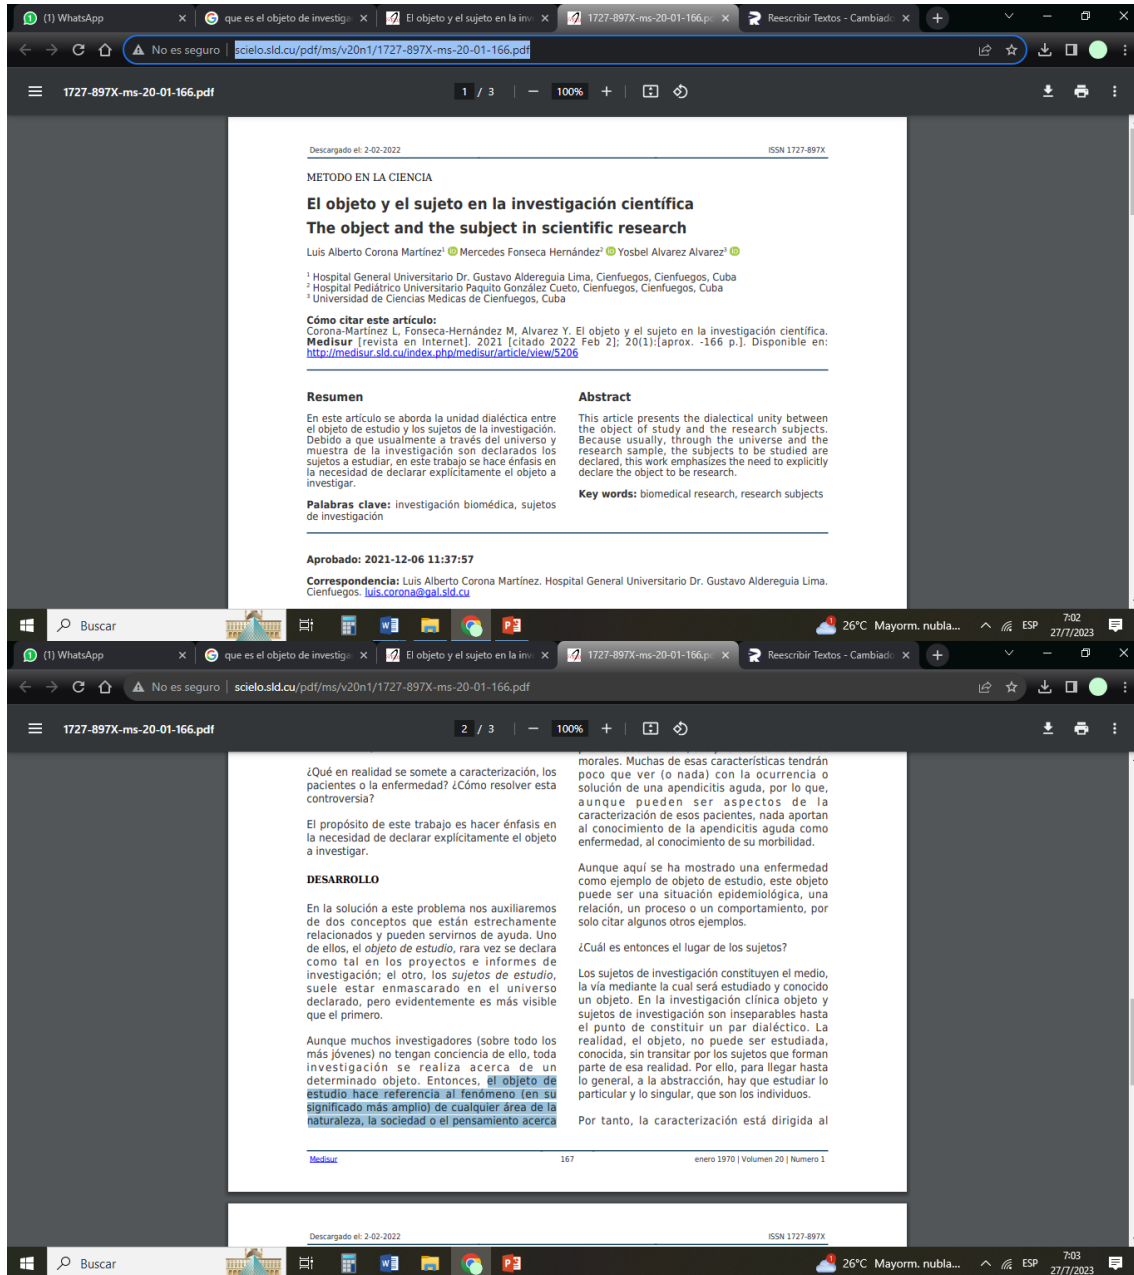 (1) WhatsApp
que es el objeto de investiga
El objeto y el sujeto en la inv
1727-897X-ms-20-01-166.p
Reescribir Textos - Cambiado
No es seguro
scielo.sld.cu/pdf/ms/v20n1/1727-897X-ms-20-01-166.pdf
1727-897X-ms-20-01-166.pdf
1 / 3
100%
Descargado el: 2-02-2022
ISSN 1727-897X
METODO EN LA CIENCIA
El objeto y el sujeto en la investigación científica
The object and the subject in scientific research
Luis Alberto Corona Martínez¹ Mercedes Fonseca Hernández² Yosbel Alvarez Alvarez³
¹ Hospital General Universitario Dr. Gustavo Aldereguia Lima, Cienfuegos, Cienfuegos, Cuba
² Hospital Pediátrico Universitario Paquito González Cueto, Cienfuegos, Cienfuegos, Cuba
³ Universidad de Ciencias Medicas de Cienfuegos, Cuba
Cómo citar este artículo:
Corona-Martínez L, Fonseca-Hernández M, Alvarez Y. El objeto y el sujeto en la investigación científica.
Medisur [revista en Internet]. 2021 [citado 2022 Feb 2]; 20(1):[aprox. -166 p.]. Disponible en:
http://medisur.sld.cu/index.php/medisur/article/view/5206
Resumen
En este artículo se aborda la unidad dialéctica entre
el objeto de estudio y los sujetos de la investigación.
Debido a que usualmente a través del universo y
muestra de la investigación son declarados los
sujetos a estudiar, en este trabajo se hace énfasis en
la necesidad de declarar explícitamente el objeto a
investigar.
Palabras clave: investigación biomédica, sujetos
de investigación
Abstract
This article presents the dialectical unity between
the object of study and the research subjects.
Because usually, through the universe and the
research sample, the subjects to be studied are
declared, this work emphasizes the need to explicitly
declare the object to be research.
Key words: biomedical research, research subjects
Aprobado: 2021-12-06 11:37:57
Correspondencia: Luis Alberto Corona Martínez. Hospital General Universitario Dr. Gustavo Aldereguia Lima.
Cienfuegos. luis.corona@gal.sld.cu
Buscar
26°C Mayorm. nubla...
ESP
7:02
27/7/2023
(1) WhatsApp
que es el objeto de investiga
El objeto y el sujeto en la inv
1727-897X-ms-20-01-166.p
Reescribir Textos - Cambiado
No es seguro
scielo.sld.cu/pdf/ms/v20n1/1727-897X-ms-20-01-166.pdf
1727-897X-ms-20-01-166.pdf
2 / 3
100%
¿Qué en realidad se somete a caracterización, los
pacientes o la enfermedad? ¿Cómo resolver esta
controversia?
El propósito de este trabajo es hacer énfasis en
la necesidad de declarar explícitamente el objeto
a investigar.
DESARROLLO
En la solución a este problema nos auxiliaremos
de dos conceptos que están estrechamente
relacionados y pueden servirnos de ayuda. Uno
de ellos, el objeto de estudio, rara vez se declara
como tal en los proyectos e informes de
investigación; el otro, los sujetos de estudio,
suele estar enmascarado en el universo
declarado, pero evidentemente es más visible
que el primero.
Aunque muchos investigadores (sobre todo los
más jóvenes) no tengan conciencia de ello, toda
investigación se realiza acerca de un
determinado objeto. Entonces, el objeto de
estudio hace referencia al fenómeno (en su
significado más amplio) de cualquier área de la
naturaleza, la sociedad o el pensamiento acerca
morales. Muchas de esas características tendrán
poco que ver (o nada) con la ocurrencia o
solución de una apendicitis aguda, por lo que,
aunque pueden ser aspectos de la
caracterización de esos pacientes, nada aportan
al conocimiento de la apendicitis aguda como
enfermedad, al conocimiento de su morbilidad.
Aunque aquí se ha mostrado una enfermedad
como ejemplo de objeto de estudio, este objeto
puede ser una situación epidemiológica, una
relación, un proceso o un comportamiento, por
solo citar algunos otros ejemplos.
¿Cuál es entonces el lugar de los sujetos?
Los sujetos de investigación constituyen el medio,
la vía mediante la cual será estudiado y conocido
un objeto. En la investigación clínica objeto y
sujetos de investigación son inseparables hasta
el punto de constituir un par dialéctico. La
realidad, el objeto, no puede ser estudiada,
conocida, sin transitar por los sujetos que forman
parte de esa realidad. Por ello, para llegar hasta
lo general, a la abstracción, hay que estudiar lo
particular y lo singular, que son los individuos.
Por tanto, la caracterización está dirigida al
Medisur
167
enero 1970 | Volumen 20 | Numero 1
Descargado el: 2-02-2022
ISSN 1727-897X
Buscar
26°C Mayorm. nubla...
ESP
7:03
27/7/2023